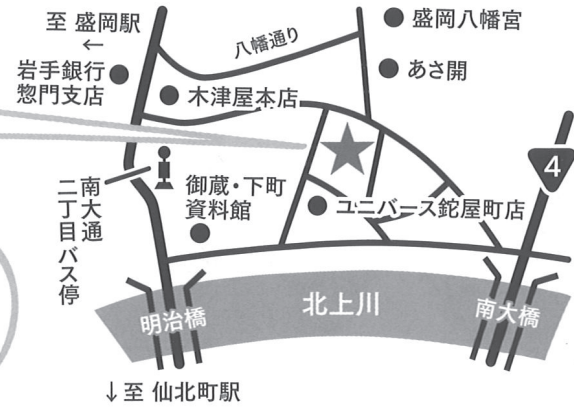 至 盛岡駅
←
岩手銀行
惣門支店
八幡通り
盛岡八幡宮
あさ開
木津屋本店
4
南大通
二丁目バス停
御蔵・下町
資料館
ユニバース鉈屋町店
北上川
明治橋
南大橋
↓至 仙北町駅